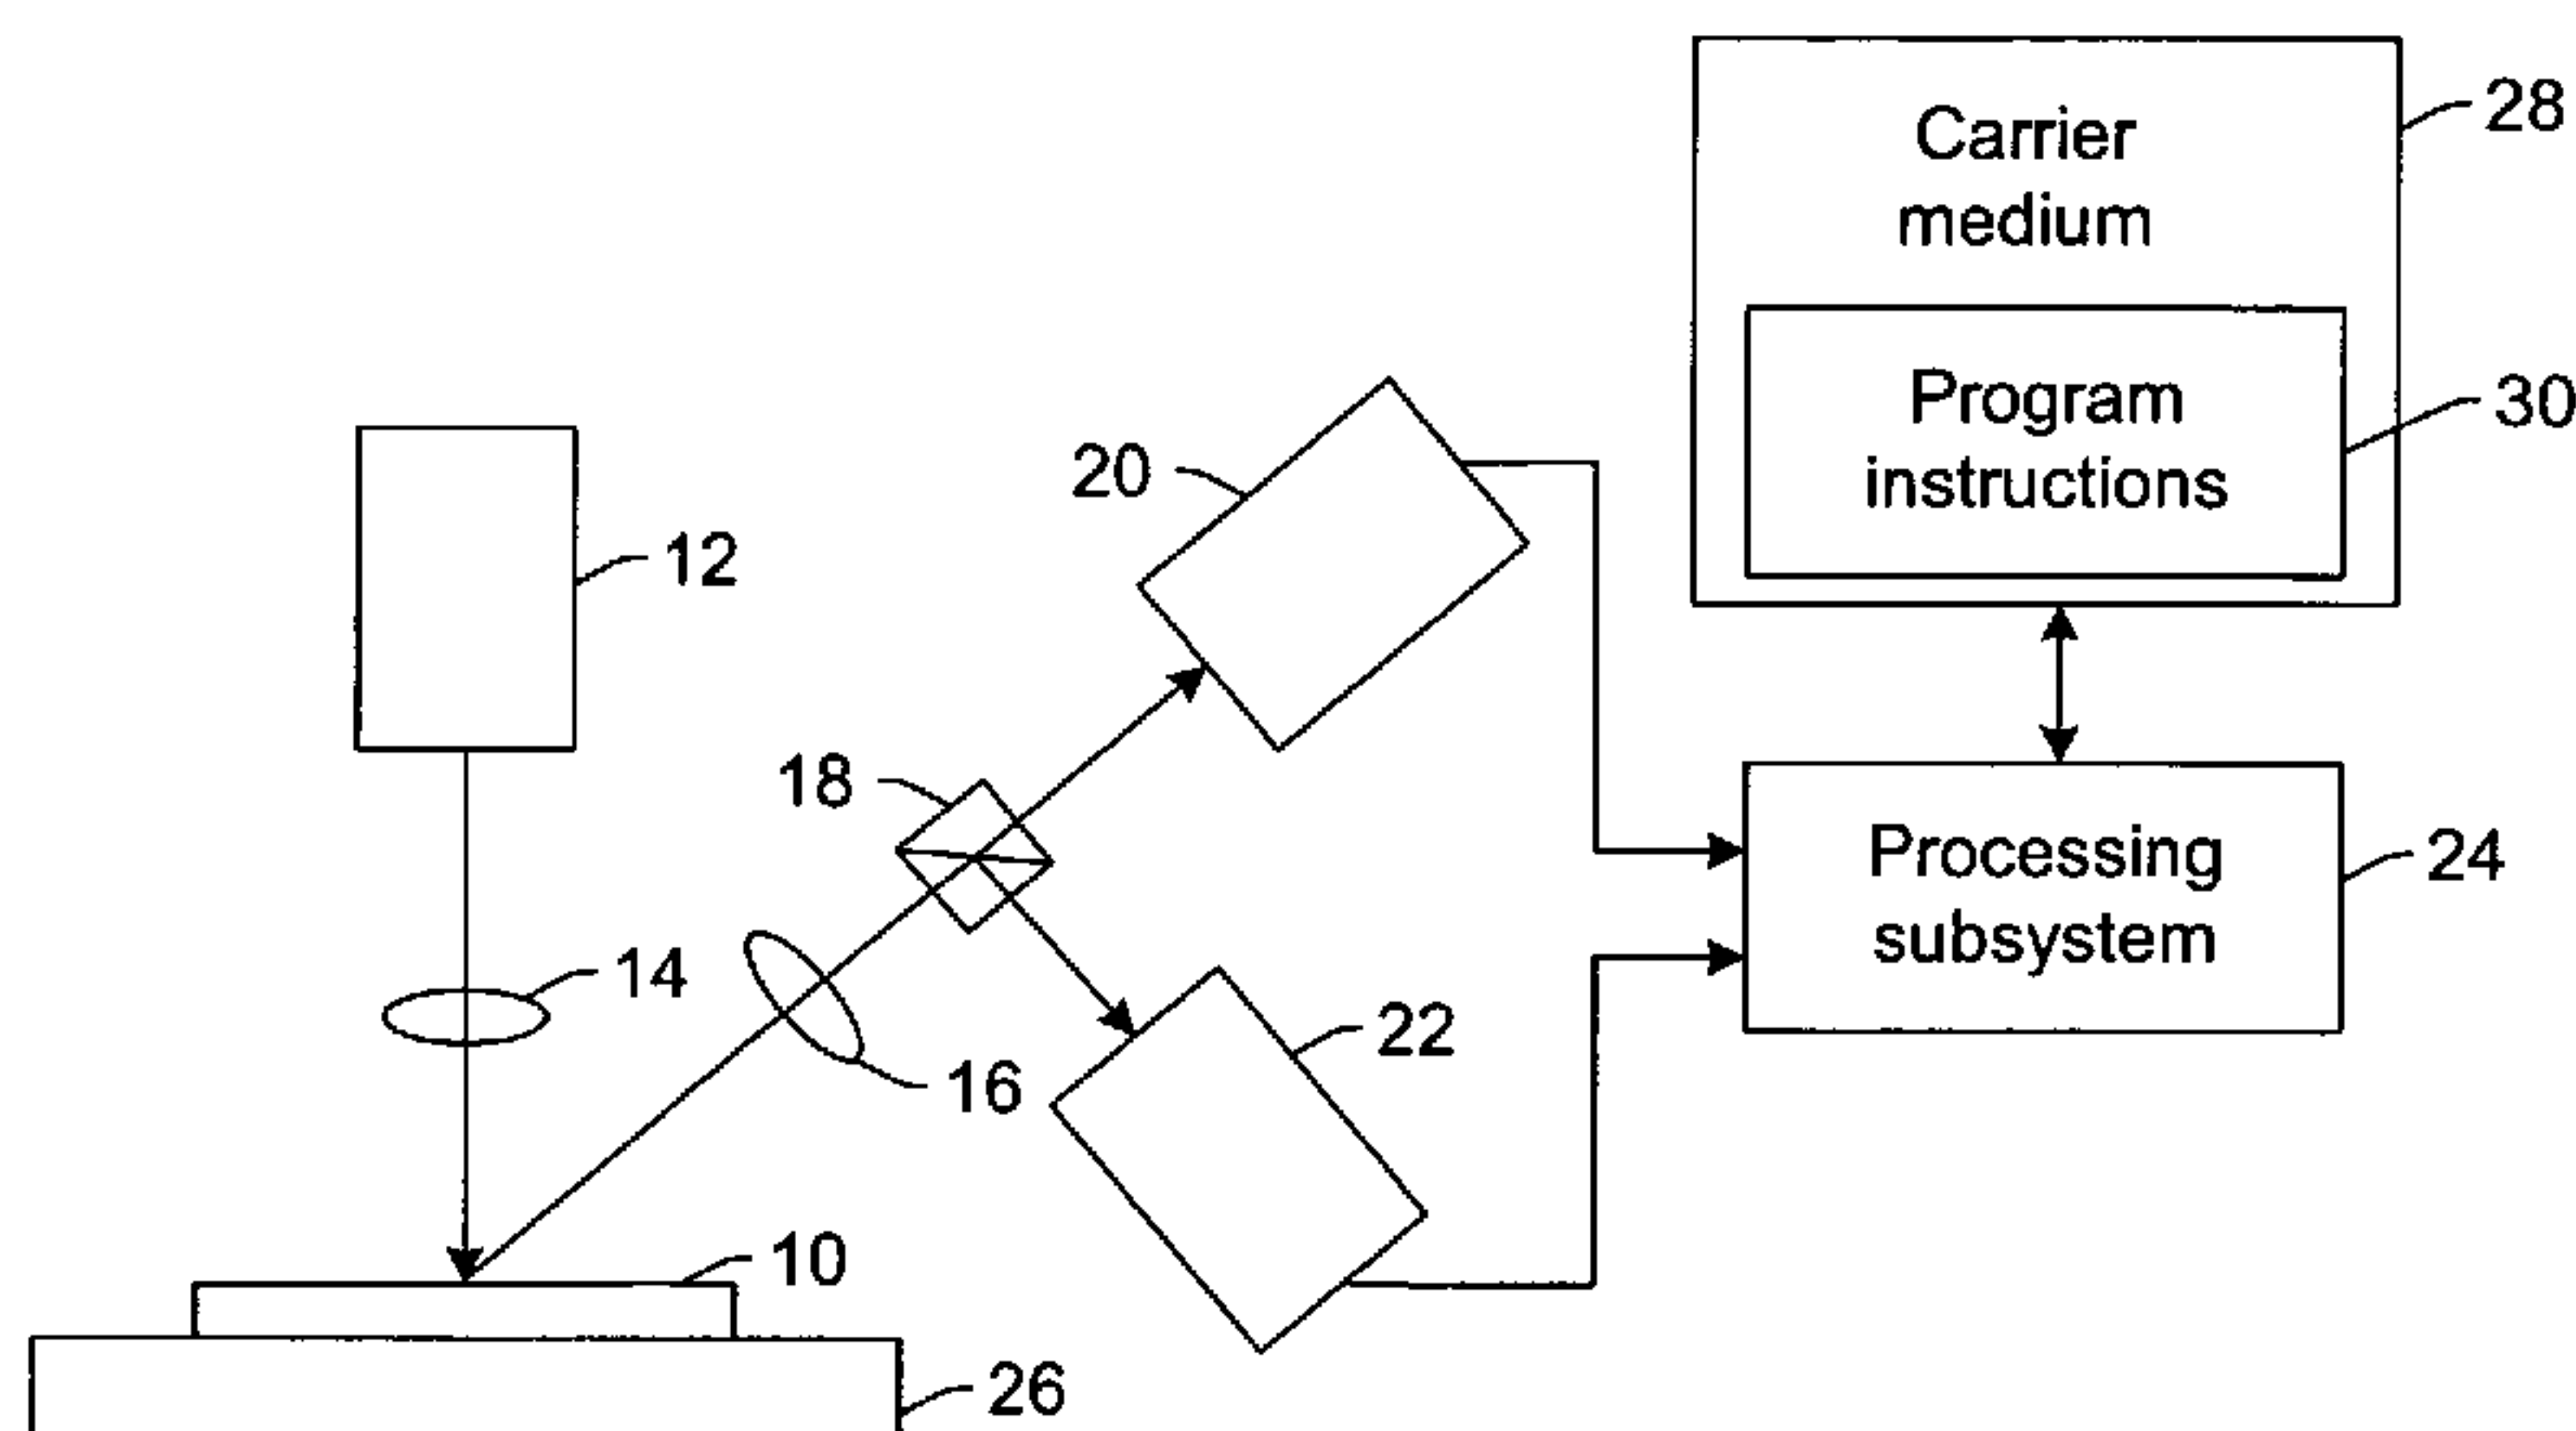 Carrier
medium
28
Program
instructions
30
12
20
18
Processing
subsystem
24
14
16
22
10
26